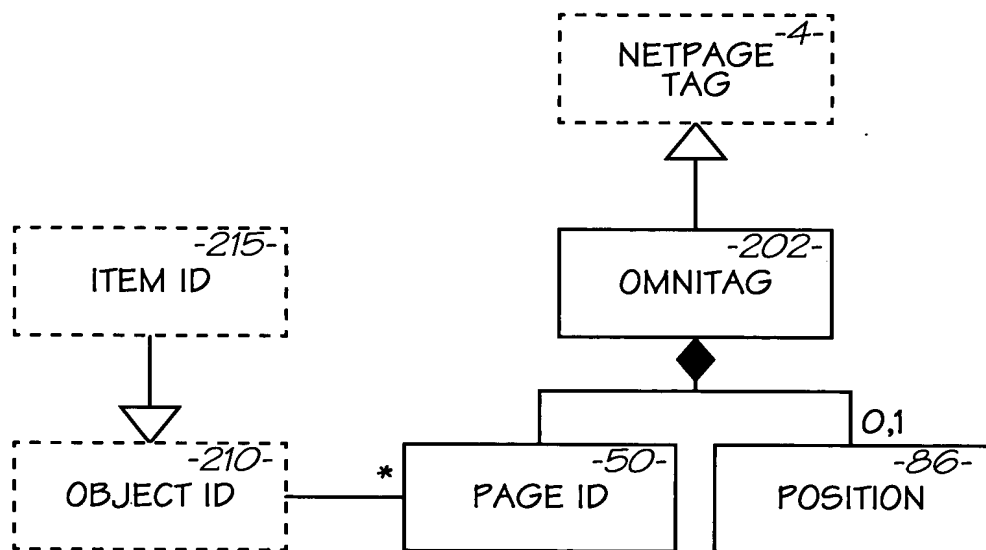 -4-
NETPAGE
TAG
-215-
ITEM ID
-202-
OMNITAG
0,1
-210-
OBJECT ID
*
-50-
PAGE ID
-86-
POSITION